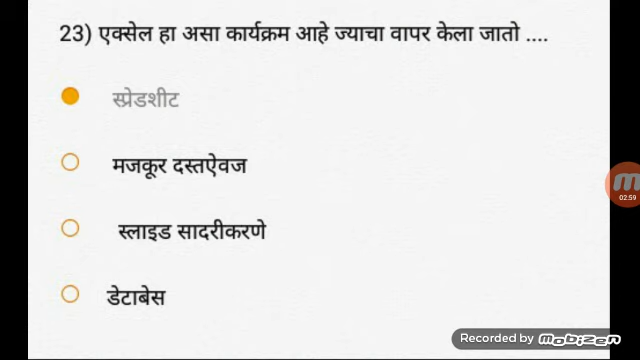 23) एक्सेल हा असा कार्यक्रम आहे ज्याचा वापर केला जातो ....
स्प्रेडशीट
मजकूर दस्तऐवज
02:59
स्लाइड सादरीकरणे
डेटाबेस
Recorded by mobizen